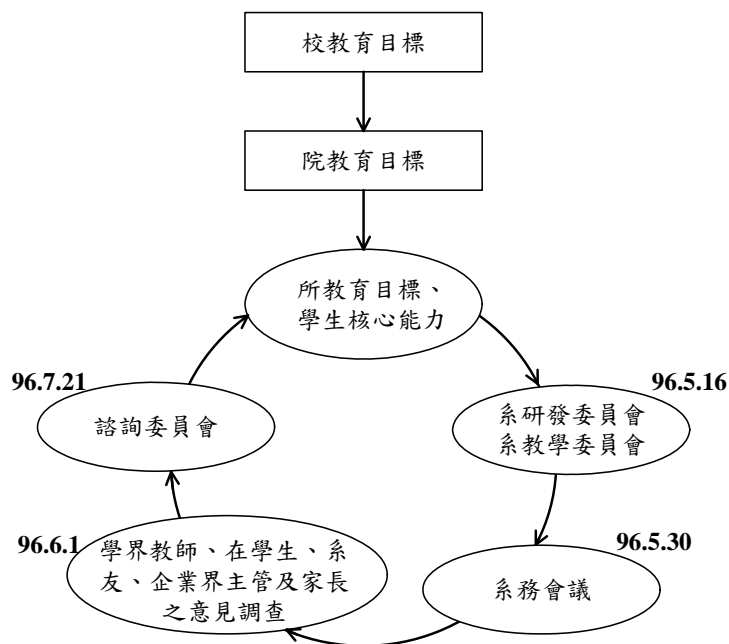 校教育目標
院教育目標
所教育目標、
學生核心能力
96.7.21
96.5.16
諮詢委員會
系研發委員會
系教學委員會
96.6.1
96.5.30
學界教師、在學生、系
友、企業界主管及家長
之意見調查
系務會議